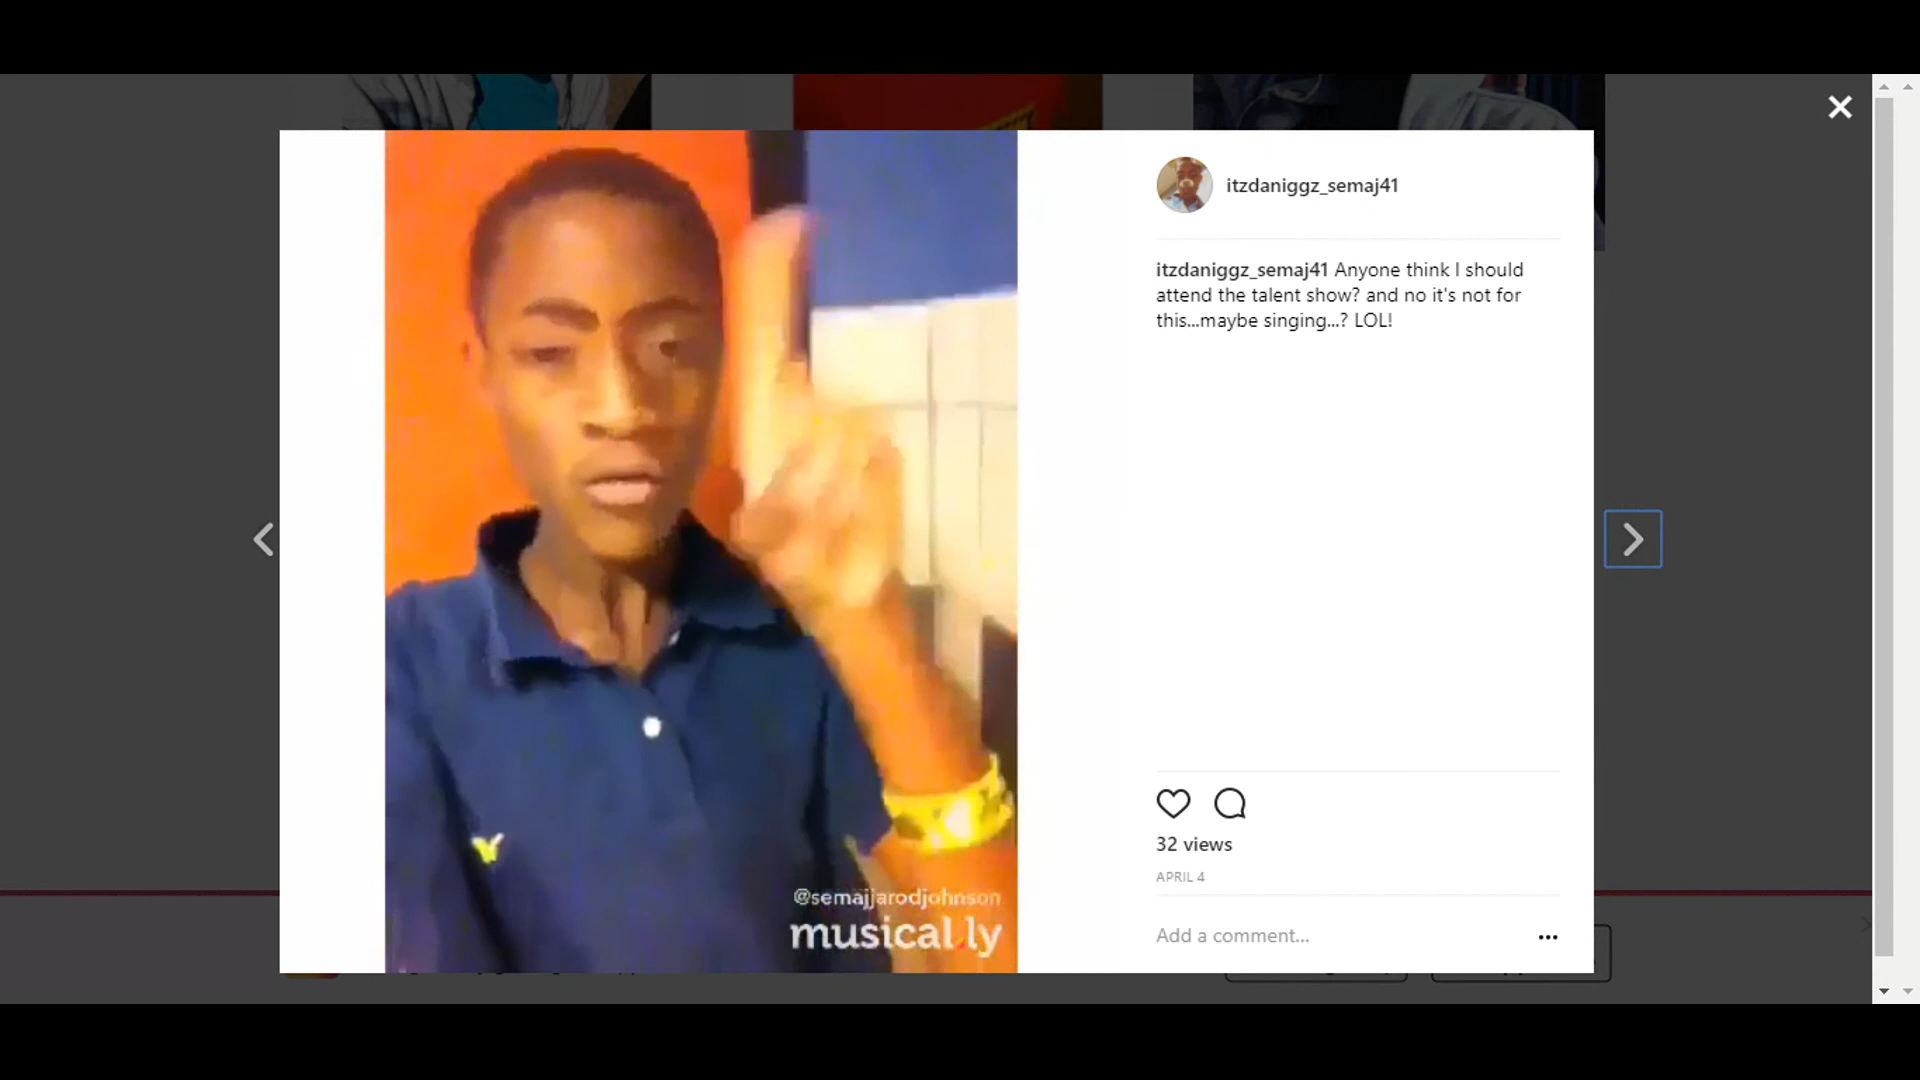 itzdaniggz_semaj41
itzdaniggz_semaj41 Anyone think I should
attend the talent show? and no it's not for
this...maybe singing...? LOL!
32 views
APRIL 4
Add a comment...
@semajjarodjohnson
musical.ly